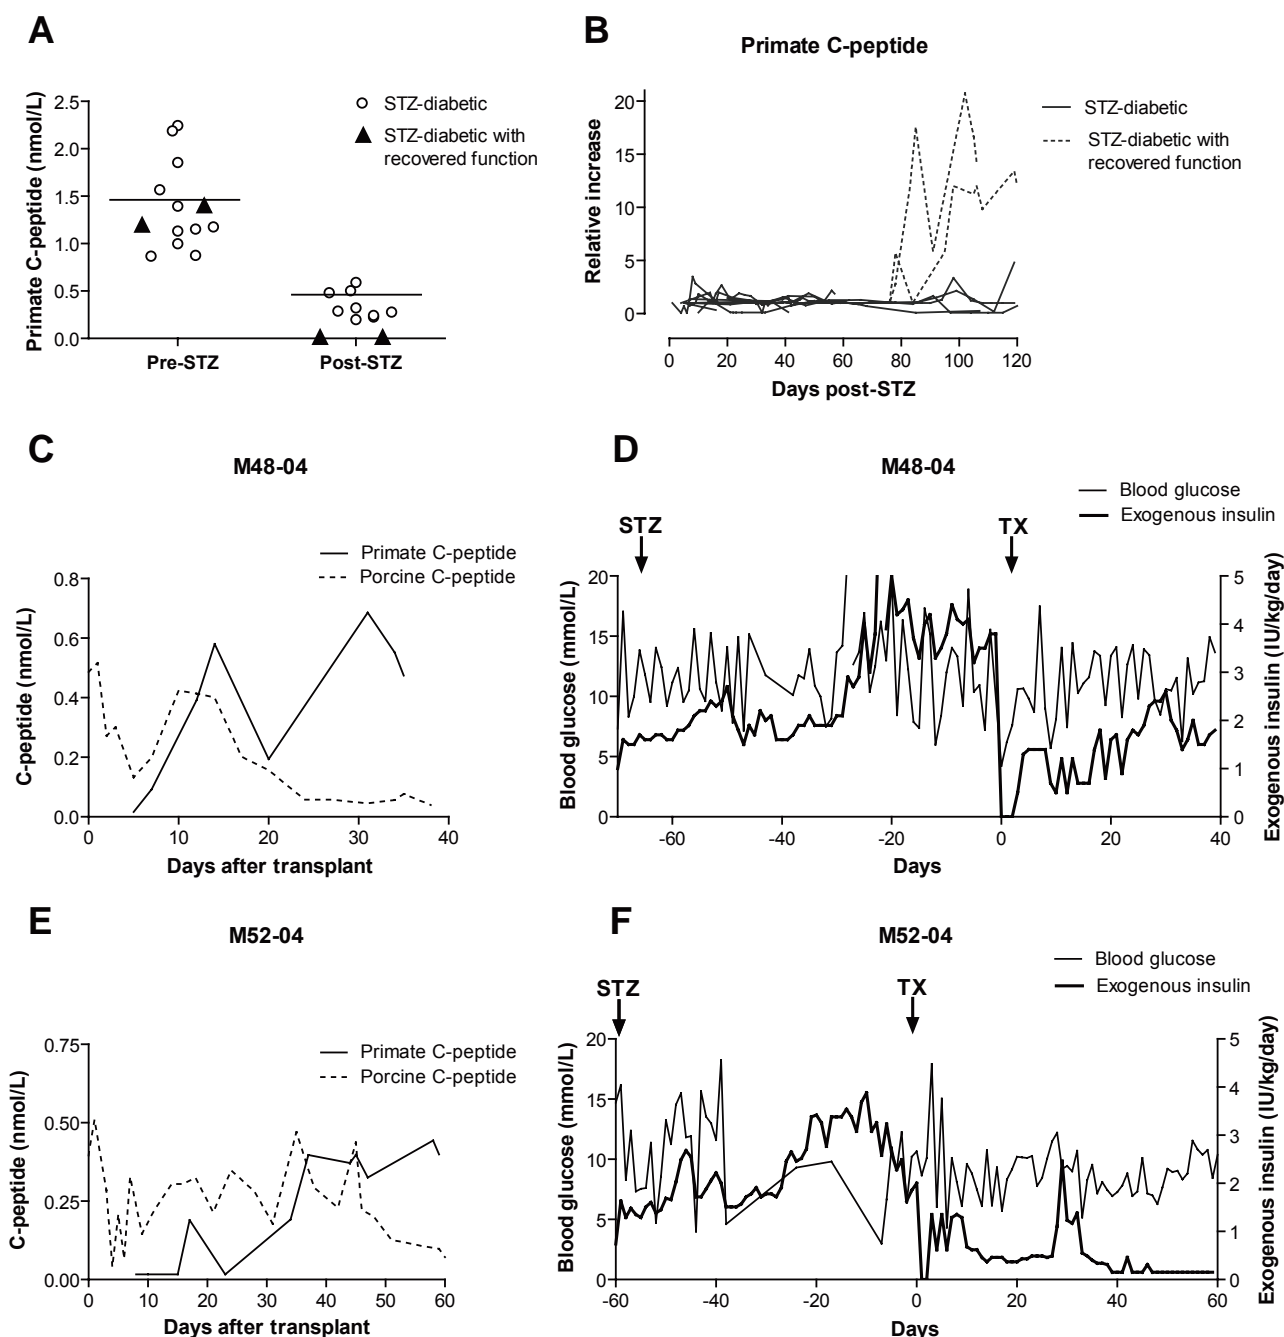 A
Primate C-peptide (nmol/L)
2.5
2.0
1.5
1.0
0.5
0.0
Pre-STZ
Post-STZ
STZ-diabetic
STZ-diabetic with
recovered function
B
Primate C-peptide
Relative increase
20
15
10
5
0
0 20 40 60 80 100 120
Days post-STZ
STZ-diabetic
STZ-diabetic with
recovered function
C
M48-04
Primate C-peptide
Porcine C-peptide
C-peptide (nmol/L)
0.8
0.6
0.4
0.2
0.0
0 10 20 30 40
Days after transplant
D
M48-04
Blood glucose
Exogenous insulin
STZ
TX
Blood glucose (mmol/L)
20
15
10
5
0
-60 -40 -20 0 20 40
Days
5
4
3
2
1
0
Exogenous insulin (IU/kg/day)
E
M52-04
Primate C-peptide
Porcine C-peptide
C-peptide (nmol/L)
0.75
0.50
0.25
0.00
0 10 20 30 40 50 60
Days after transplant
F
M52-04
Blood glucose
Exogenous insulin
STZ
TX
Blood glucose (mmol/L)
20
15
10
5
0
-60 -40 -20 0 20 40 60
Days
5
4
3
2
1
0
Exogenous insulin (IU/kg/day)